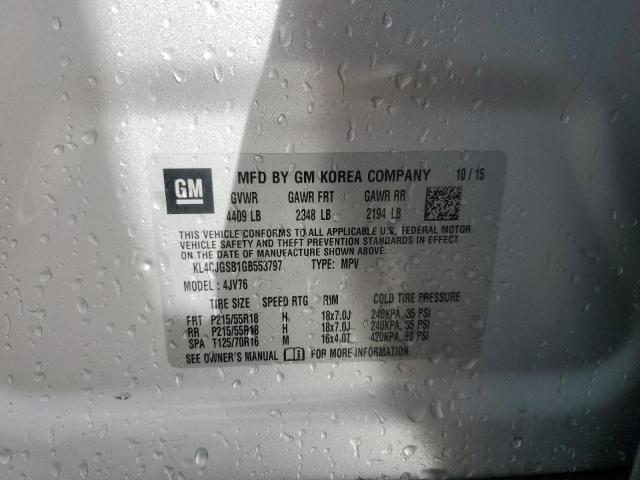 GM
MFD BY GM KOREA COMPANY 10/15
GVWR GAWR FRT GAWR RR
4409 LB 2348 LB 2194 LB
THIS VEHICLE CONFORMS TO ALL APPLICABLE U.S. FEDERAL MOTOR
VEHICLE SAFETY AND THEFT PREVENTION STANDARDS IN EFFECT
ON THE DATE OF MANUFACTURE SHOWN ABOVE.
KL4CJGSB1GB553797 TYPE: MPV
MODEL: 4JV76
TIRE SIZE SPEED RTG RIM COLD TIRE PRESSURE
FRT P215/55R18 H 18x7.0J 240KPA, 35 PSI
RR P215/55R18 H 18x7.0J 240KPA, 35 PSI
SPA T125/70R16 M 16x4.0T 420KPA, 60 PSI
SEE OWNER'S MANUAL FOR MORE INFORMATION.